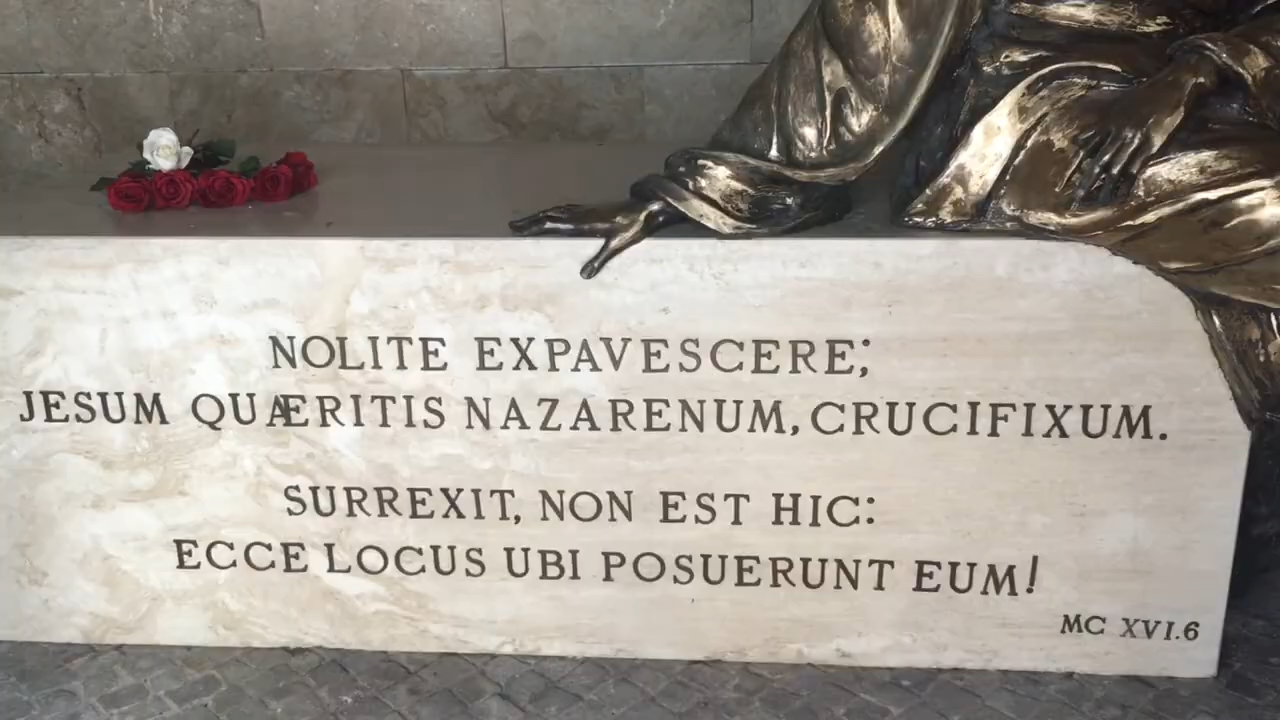 NOLITE EXPAVESCERE;
JESUM QUÆRITIS NAZARENUM, CRUCIFIXUM.
SURREXIT, NON EST HIC:
ECCE LOCUS UBI POSUERUNT EUM!
MC XVI.6